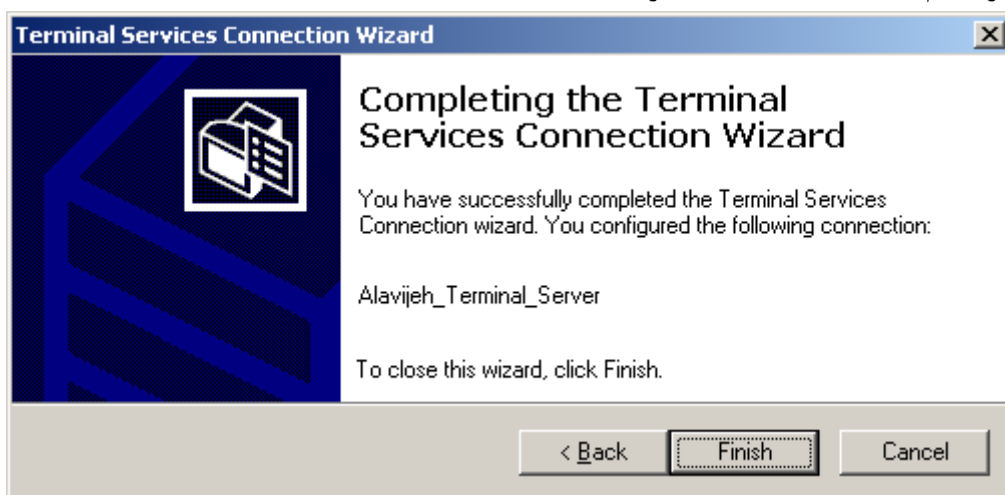 Terminal Services Connection Wizard
Completing the Terminal
Services Connection Wizard
You have successfully completed the Terminal Services
Connection wizard. You configured the following connection:
Alavijeh_Terminal_Server
To close this wizard, click Finish.
< Back
Finish
Cancel